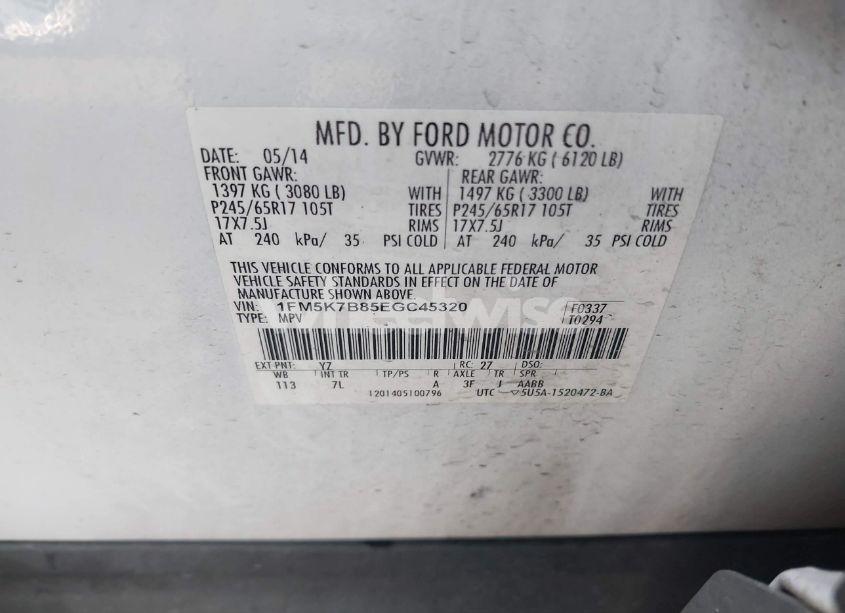 MFD. BY FORD MOTOR CO.
DATE: 05/14 GVWR: 2776 KG ( 6120 LB)
FRONT GAWR: REAR GAWR:
1397 KG ( 3080 LB) WITH 1497 KG ( 3300 LB) WITH
P245/65R17 105T TIRES P245/65R17 105T TIRES
17X7.5J RIMS 17X7.5J RIMS
AT 240 kPa/ 35 PSI COLD AT 240 kPa/ 35 PSI COLD
THIS VEHICLE CONFORMS TO ALL APPLICABLE FEDERAL MOTOR
VEHICLE SAFETY STANDARDS IN EFFECT ON THE DATE OF
MANUFACTURE SHOWN ABOVE.
VIN: 1FM5K7B85EGC45320 F0337
TYPE: MPV T0294
EXT PNT: YZ RC: 27 DSO:
WB INT TR TP/PS R AXLE TR SPR
113 7L A 3F J AABB
1201405100796 UTC 5U5A-1520472-BA